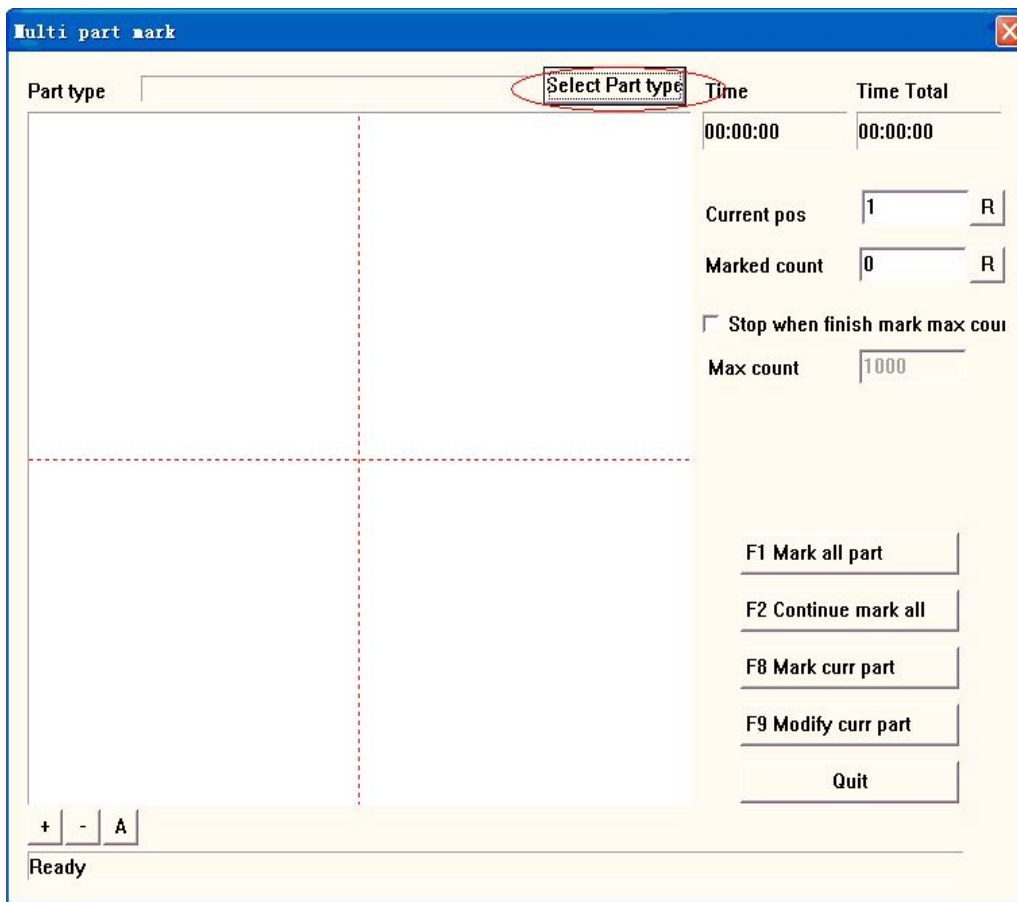 Multi part mark
Part type
Select Part type
Time
Time Total
00:00:00
00:00:00
Current pos
1
R
Marked count
0
R
Stop when finish mark max cour
Max count
1000
F1 Mark all part
F2 Continue mark all
F8 Mark curr part
F9 Modify curr part
Quit
+
-
A
Ready